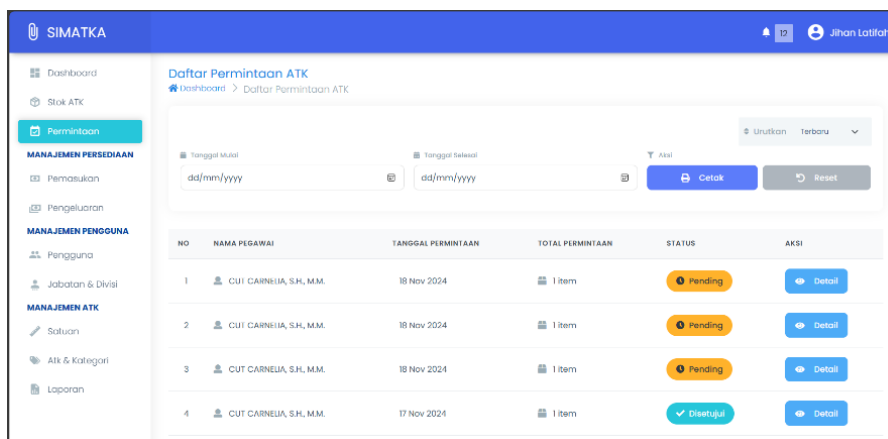 SIMATKA
12
Jihan Latifah
Dashboard
Stok ATK
Permintaan
MANAJEMEN PERSEDIAAN
Pemasukan
Pengeluaran
MANAJEMEN PENGGUNA
Pengguna
Jabatan & Divisi
MANAJEMEN ATK
Satuan
Atk & Kategori
Laporan
Daftar Permintaan ATK
Dashboard > Daftar Permintaan ATK
Urutkan Terbaru
Tanggal Mulai Tanggal Selesai Aksi
dd/mm/yyyy dd/mm/yyyy Cetak Reset
NO NAMA PEGAWAI TANGGAL PERMINTAAN TOTAL PERMINTAAN STATUS AKSI
1 CUT CARNELIA, S.H., M.M. 18 Nov 2024 1 item Pending Detail
2 CUT CARNELIA, S.H., M.M. 18 Nov 2024 1 item Pending Detail
3 CUT CARNELIA, S.H., M.M. 18 Nov 2024 1 item Pending Detail
4 CUT CARNELIA, S.H., M.M. 17 Nov 2024 1 item Disetujui Detail